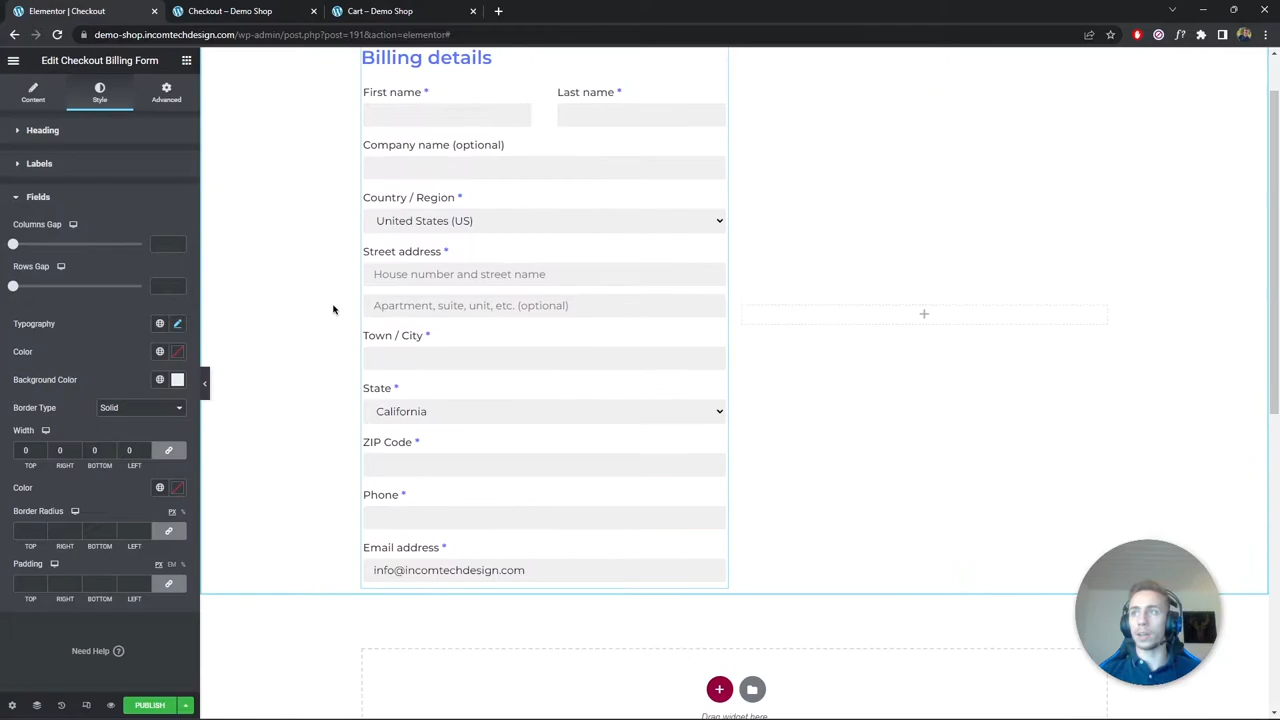 Elementor | Checkout
Checkout – Demo Shop
Cart – Demo Shop
demo-shop.incomtechdesign.com/wp-admin/post.php?post=191&action=elementor#
Edit Checkout Billing Form
Content
Style
Advanced
Heading
Labels
Fields
Columns Gap
Rows Gap
Typography
Color
Background Color
Border Type
Solid
Width
0 0 0 0
TOP RIGHT BOTTOM LEFT
Color
Border Radius
PX %
TOP RIGHT BOTTOM LEFT
Padding
PX EM %
TOP RIGHT BOTTOM LEFT
Need Help
PUBLISH
Billing details
First name *
Last name *
Company name (optional)
Country / Region *
United States (US)
Street address *
House number and street name
Apartment, suite, unit, etc. (optional)
Town / City *
State *
California
ZIP Code *
Phone *
Email address *
info@incomtechdesign.com
Drag widget here